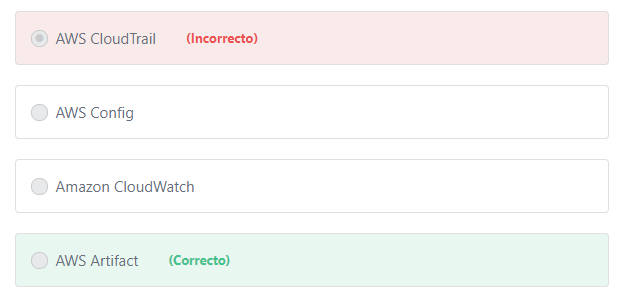 AWS CloudTrail (Incorrecto)
AWS Config
Amazon CloudWatch
AWS Artifact (Correcto)